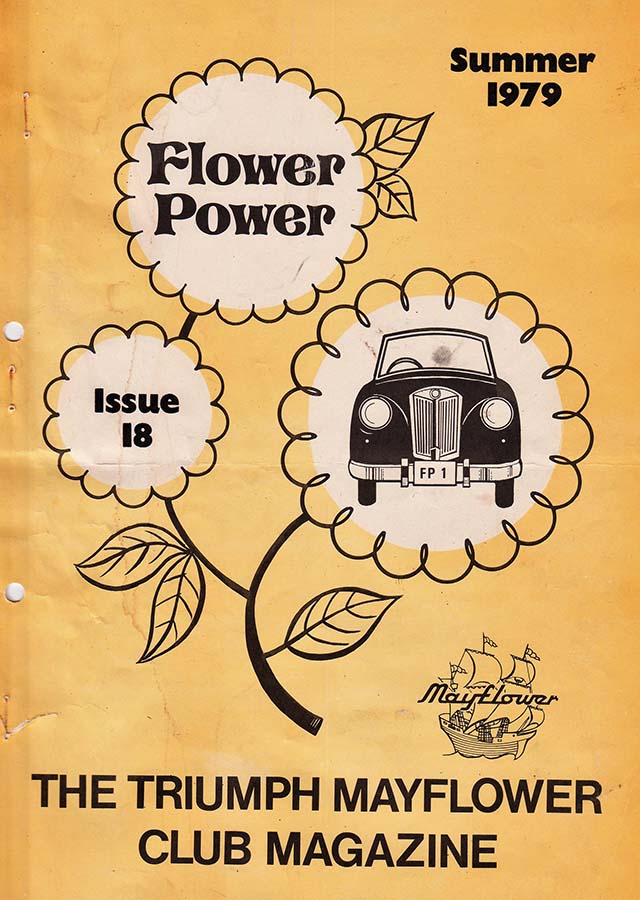 Summer
1979
Flower
Power
Issue
18
FP 1
Mayflower
THE TRIUMPH MAYFLOWER
CLUB MAGAZINE